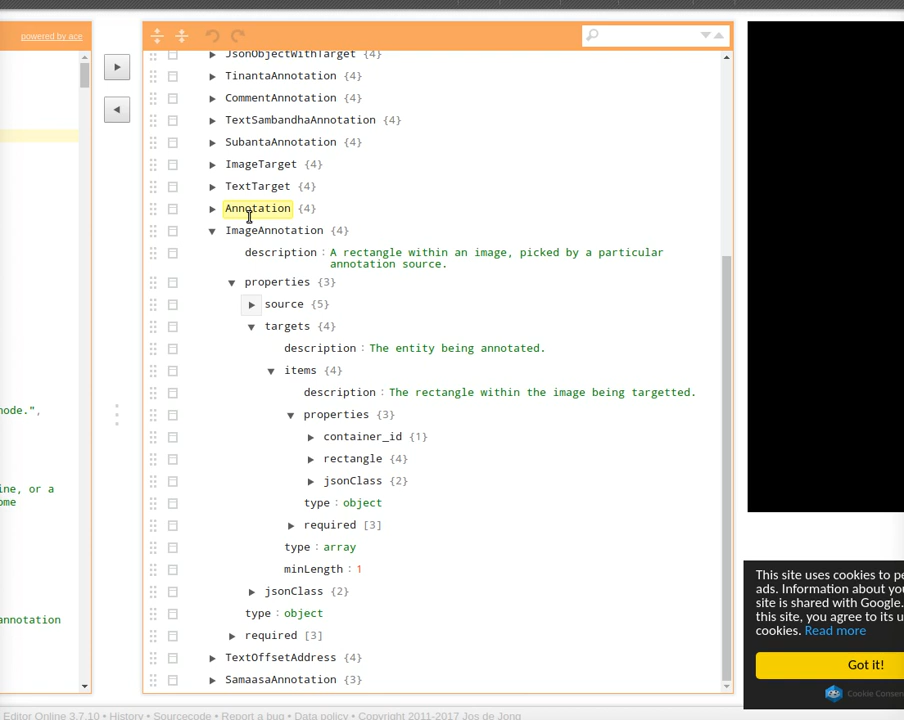 powered by ace
JsonObjectWithTarget {4}
TinantaAnnotation {4}
CommentAnnotation {4}
TextSambandhaAnnotation {4}
SubantaAnnotation {4}
ImageTarget {4}
TextTarget {4}
Annotation {4}
ImageAnnotation {4}
description : A rectangle within an image, picked by a particular
annotation source.
properties {3}
source {5}
targets {4}
description : The entity being annotated.
items {4}
description : The rectangle within the image being targetted.
properties {3}
container_id {1}
rectangle {4}
jsonClass {2}
type : object
required [3]
type : array
minLength : 1
jsonClass {2}
type : object
required [3]
TextOffsetAddress {4}
SamaasaAnnotation {3}
node.",
ine, or a
ome
annotation
This site uses cookies to pe
ads. Information about you
site is shared with Google.
this site, you agree to its u
cookies. Read more
Got it!
Cookie Consen
Editor Online 3.7.10 • History • Sourcecode • Report a bug • Data policy • Copyright 2011-2017 Jos de Jong